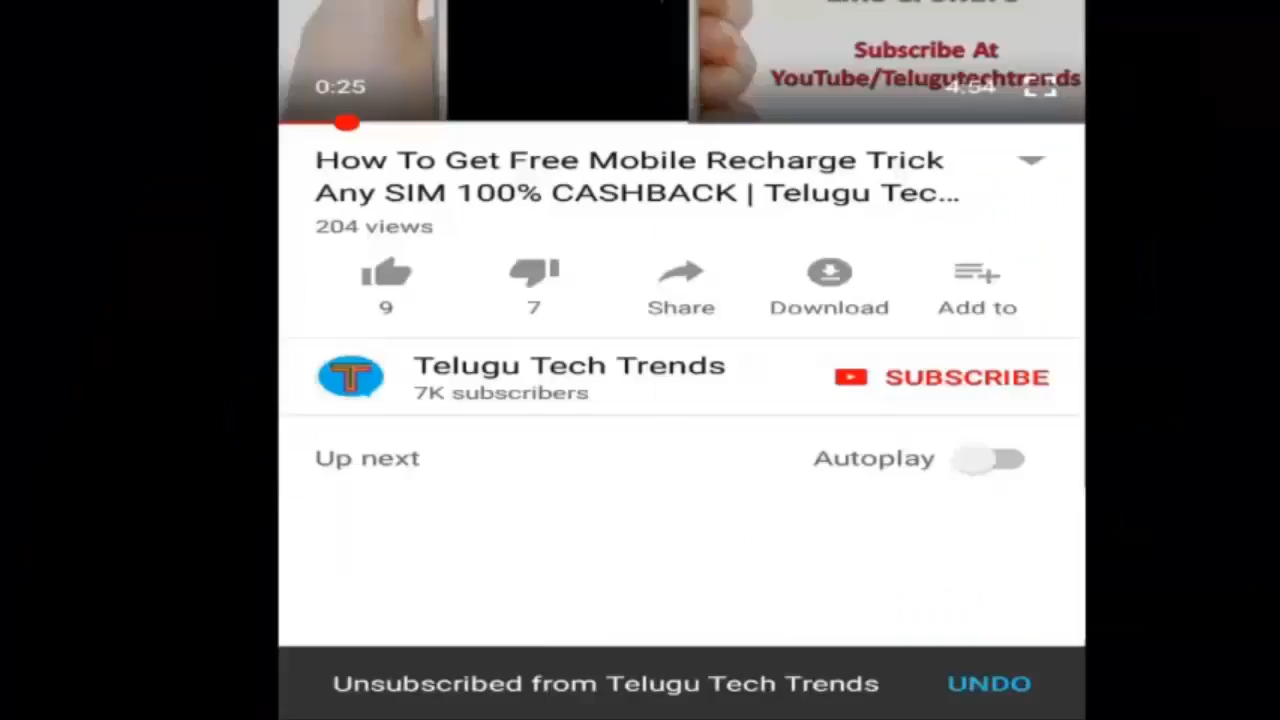 Subscribe At
YouTube/Telugutechtrends
0:25
4:54
How To Get Free Mobile Recharge Trick
Any SIM 100% CASHBACK | Telugu Tec...
204 views
9
7
Share
Download
Add to
Telugu Tech Trends
7K subscribers
SUBSCRIBE
Up next
Autoplay
Unsubscribed from Telugu Tech Trends
UNDO